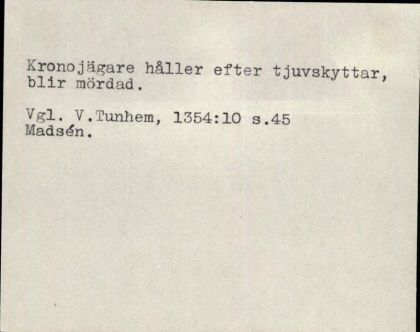 Kronojägare håller efter tjuvskyttar,
blir mördad.
Vgl. V.Tunhem, 1354:10 s.45
Madsén.